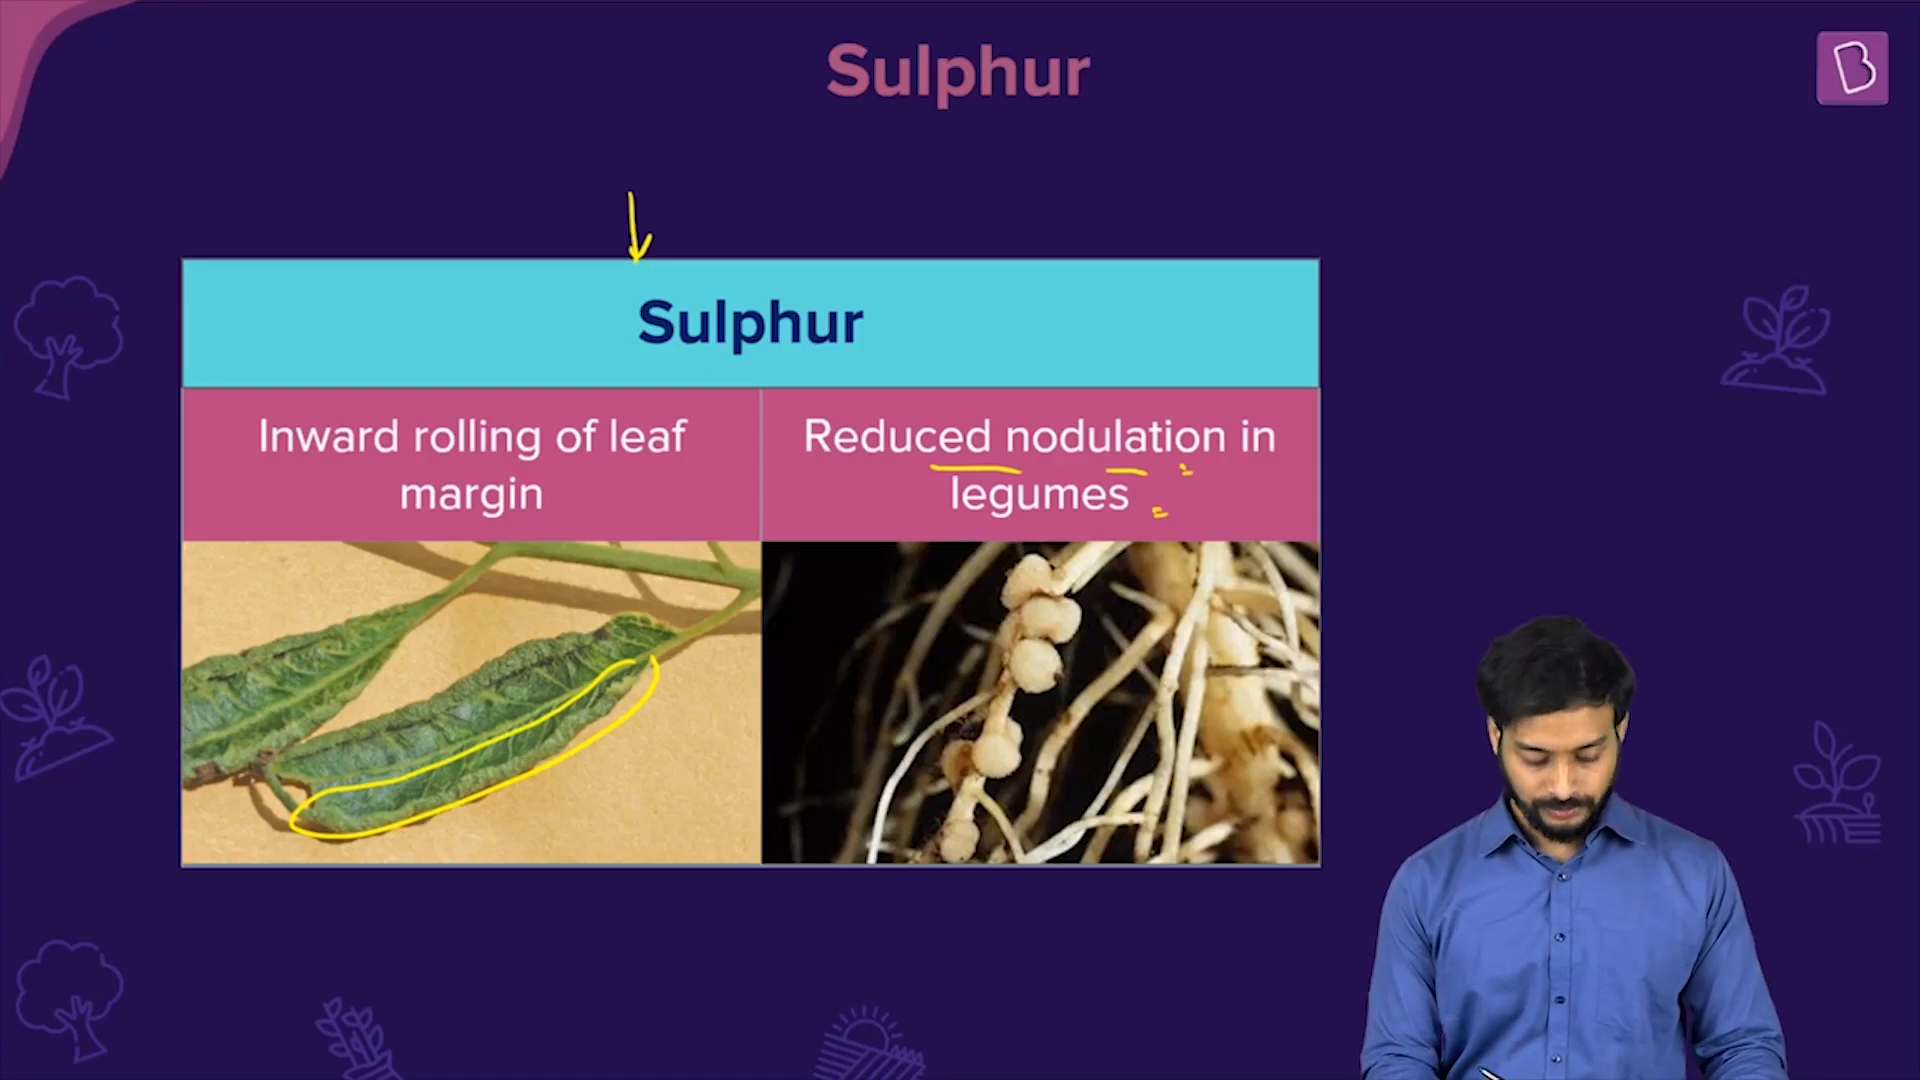 Sulphur
B
Sulphur
Inward rolling of leaf
margin
Reduced nodulation in
legumes